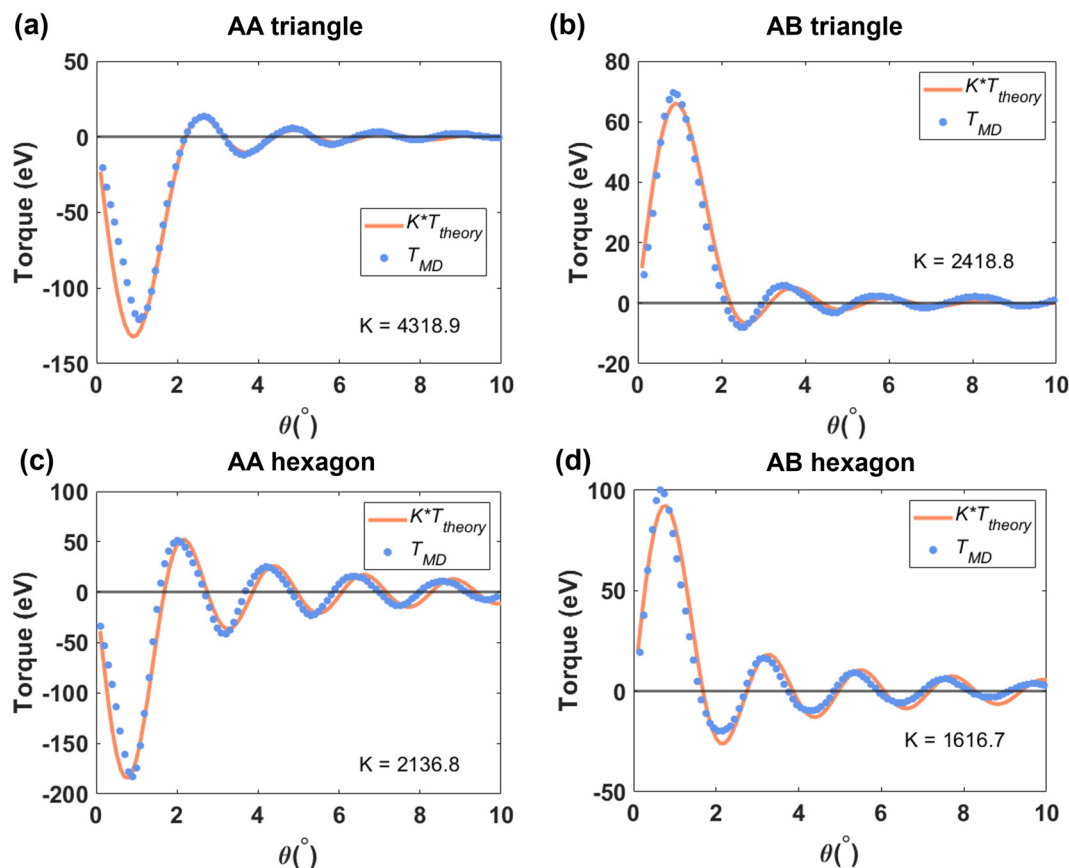 (a)
AA triangle
50
0
-50
-100
-150
Torque (eV)
K*T_theory
T_MD
K = 4318.9
0 2 4 6 8 10
θ(°)
(b)
AB triangle
80
60
40
20
0
20
Torque (eV)
K*T_theory
T_MD
K = 2418.8
0 2 4 6 8 10
θ(°)
(c)
AA hexagon
100
50
0
-50
-100
-150
-200
Torque (eV)
K*T_theory
T_MD
K = 2136.8
0 2 4 6 8 10
θ(°)
(d)
AB hexagon
100
50
0
-50
Torque (eV)
K*T_theory
T_MD
K = 1616.7
0 2 4 6 8 10
θ(°)